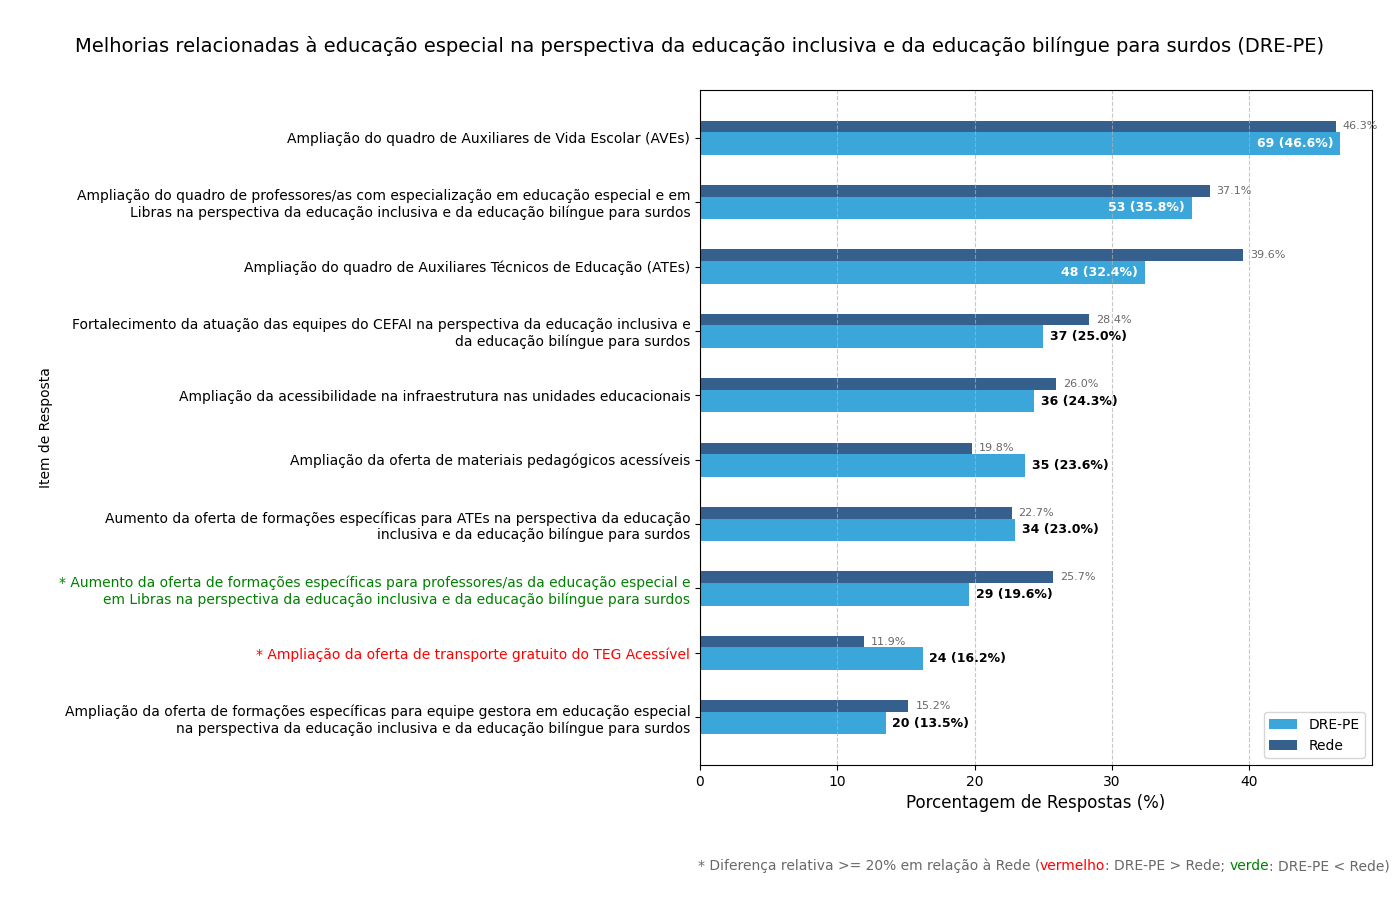 Melhorias relacionadas à educação especial na perspectiva da educação inclusiva e da educação bilíngue para surdos (DRE-PE)
Item de Resposta
Ampliação do quadro de Auxiliares de Vida Escolar (AVEs)
46.3%
69 (46.6%)
Ampliação do quadro de professores/as com especialização em educação especial e em
Libras na perspectiva da educação inclusiva e da educação bilíngue para surdos
37.1%
53 (35.8%)
Ampliação do quadro de Auxiliares Técnicos de Educação (ATEs)
39.6%
48 (32.4%)
Fortalecimento da atuação das equipes do CEFAI na perspectiva da educação inclusiva e
da educação bilíngue para surdos
28.4%
37 (25.0%)
Ampliação da acessibilidade na infraestrutura nas unidades educacionais
26.0%
36 (24.3%)
Ampliação da oferta de materiais pedagógicos acessíveis
19.8%
35 (23.6%)
Aumento da oferta de formações específicas para ATEs na perspectiva da educação
inclusiva e da educação bilíngue para surdos
22.7%
34 (23.0%)
* Aumento da oferta de formações específicas para professores/as da educação especial e
em Libras na perspectiva da educação inclusiva e da educação bilíngue para surdos
25.7%
29 (19.6%)
* Ampliação da oferta de transporte gratuito do TEG Acessível
11.9%
24 (16.2%)
Ampliação da oferta de formações específicas para equipe gestora em educação especial
na perspectiva da educação inclusiva e da educação bilíngue para surdos
15.2%
20 (13.5%)
DRE-PE
Rede
0 10 20 30 40
Porcentagem de Respostas (%)
* Diferença relativa >= 20% em relação à Rede (vermelho: DRE-PE > Rede; verde: DRE-PE < Rede)